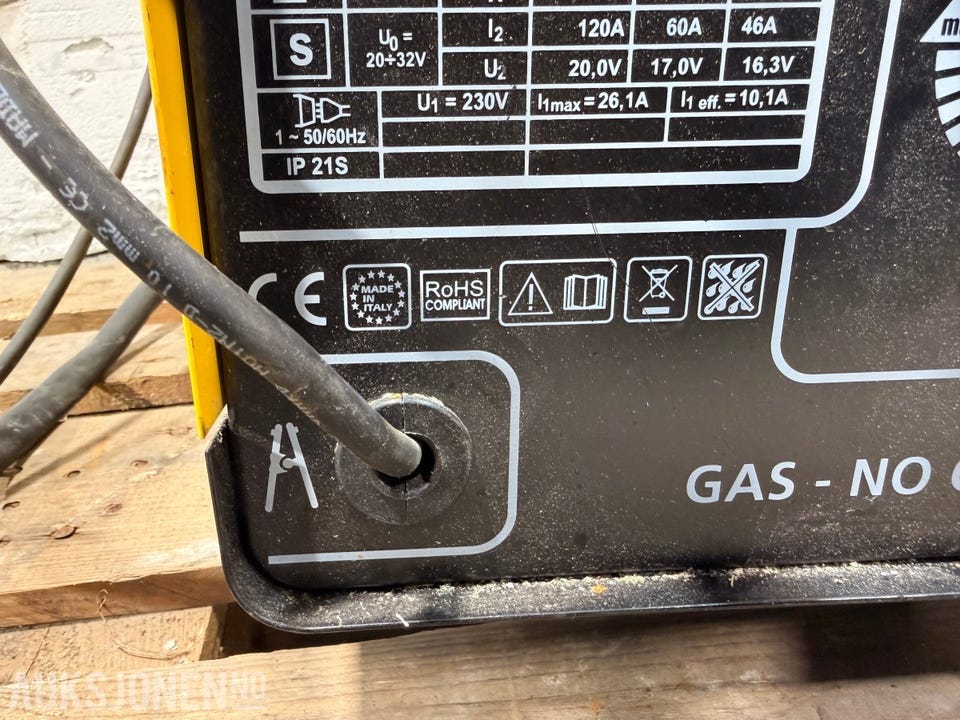 X
S U₀ = 20÷32V I₂ 120A 60A 46A
U₂ 20,0V 17,0V 16,3V
1 ~ 50/60Hz U₁ = 230V I₁max = 26,1A I₁ eff. = 10,1A
IP 21S
CE MADE IN ITALY RoHS COMPLIANT
GAS - NO
AUKSJONEN.NO